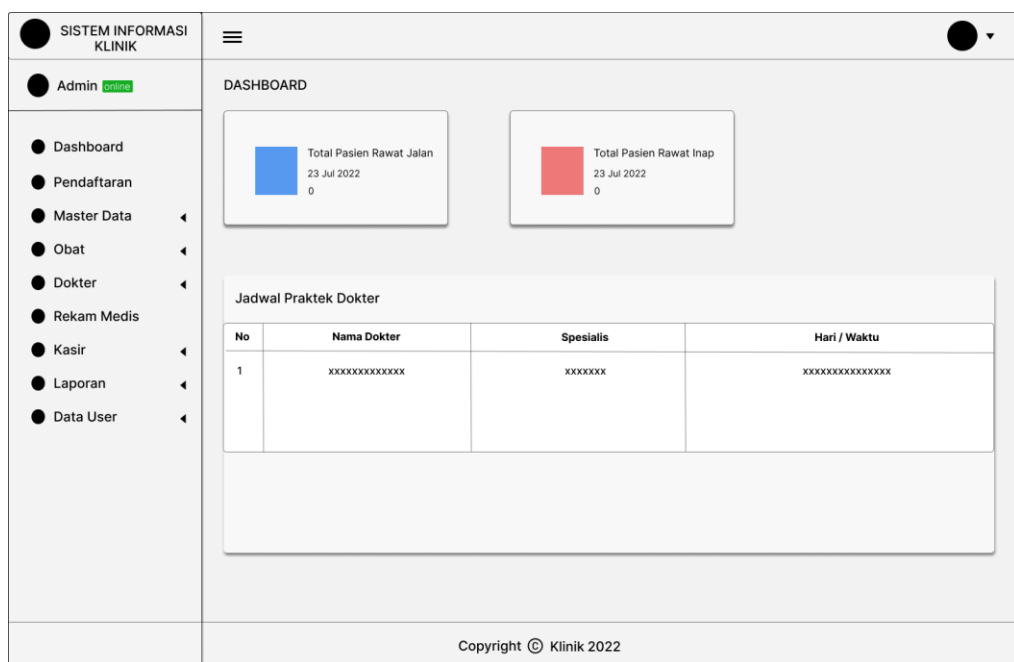 SISTEM INFORMASI
KLINIK
Admin online
Dashboard
Pendaftaran
Master Data
Obat
Dokter
Rekam Medis
Kasir
Laporan
Data User
DASHBOARD
Total Pasien Rawat Jalan
23 Jul 2022
0
Total Pasien Rawat Inap
23 Jul 2022
0
Jadwal Praktek Dokter
No Nama Dokter Spesialis Hari / Waktu
1 xxxxxxxxxxxxx xxxxxxx xxxxxxxxxxxxxxx
Copyright © Klinik 2022